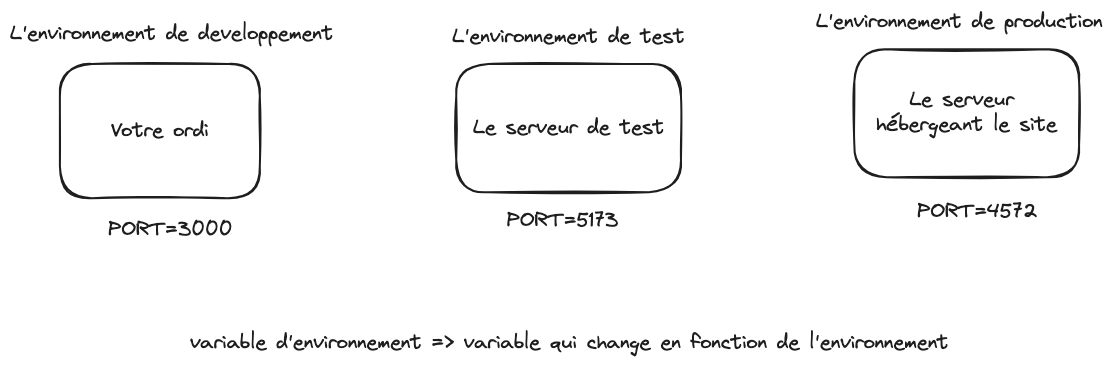 L'environnement de developpement
Votre ordi
PORT=3000
L'environnement de test
Le serveur de test
PORT=5173
L'environnement de production
Le serveur
hébergeant le site
PORT=4572
variable d'environnement => variable qui change en fonction de l'environnement